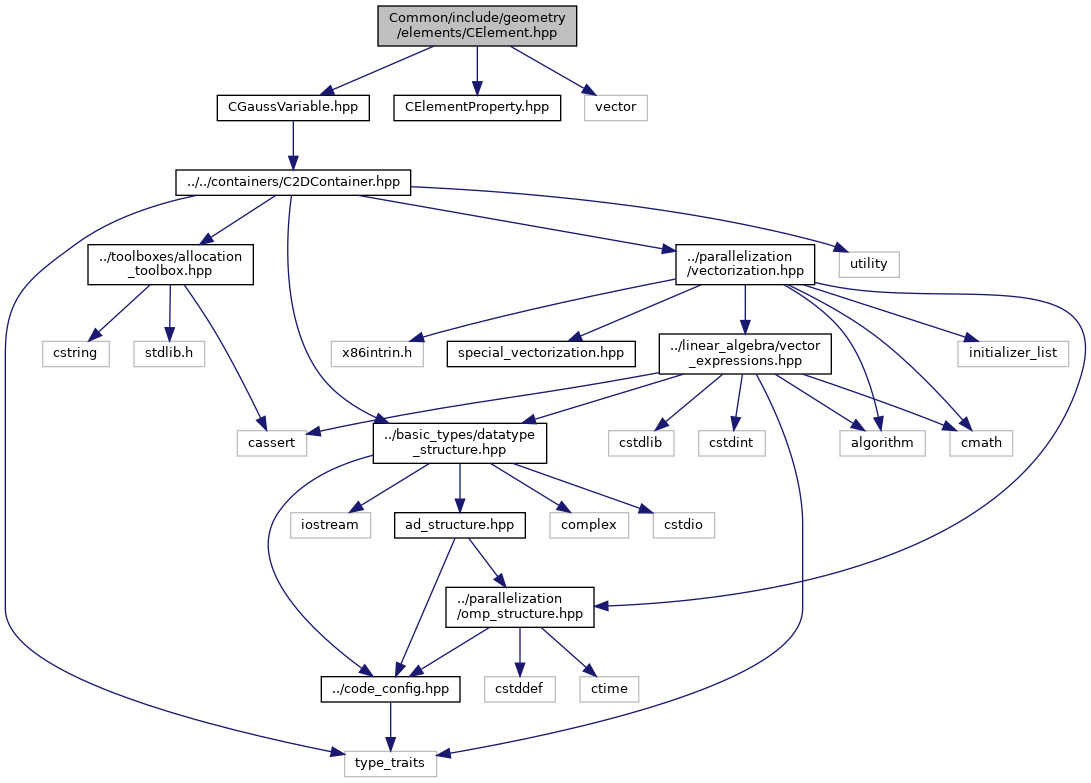 Common/include/geometry
/elements/CElement.hpp
CGaussVariable.hpp
CElementProperty.hpp
vector
../../containers/C2DContainer.hpp
../toolboxes/allocation
_toolbox.hpp
../parallelization
/vectorization.hpp
utility
cstring
stdlib.h
x86intrin.h
special_vectorization.hpp
../linear_algebra/vector
_expressions.hpp
initializer_list
cassert
../basic_types/datatype
_structure.hpp
cstdlib
cstdint
algorithm
cmath
iostream
ad_structure.hpp
complex
cstdio
../parallelization
/omp_structure.hpp
../code_config.hpp
cstddef
ctime
type_traits